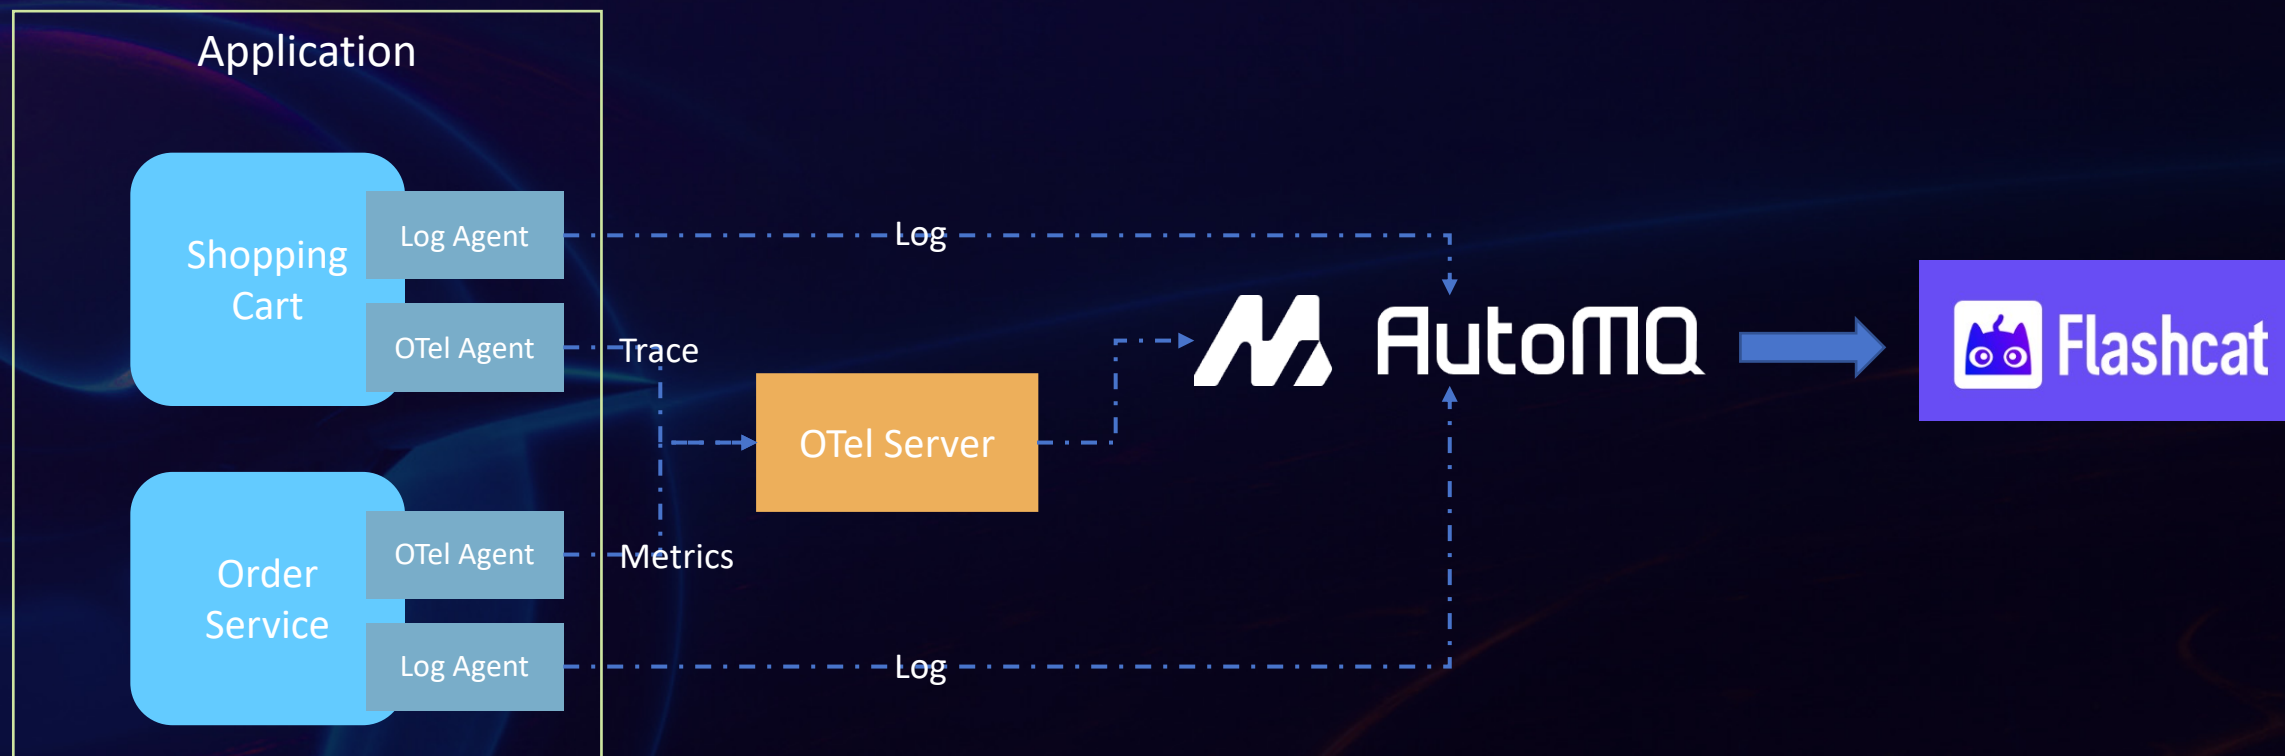 Application
Shopping
Cart
Log Agent
OTel Agent
Log
Trace
OTel Server
AutoMQ
Flashcat
Order
Service
OTel Agent
Metrics
Log Agent
Log